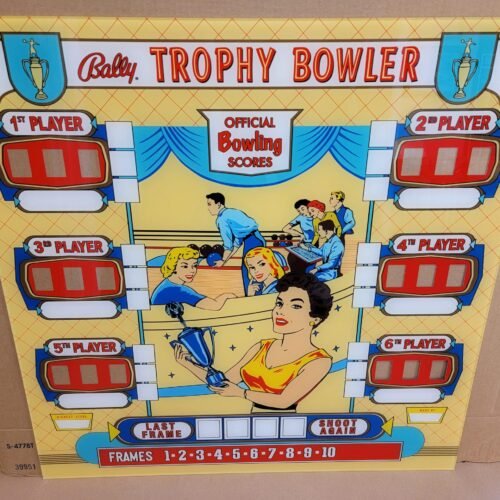 Bally. TROPHY BOWLER
OFFICIAL
Bowling
SCORES
1ST PLAYER
2ND PLAYER
3RD PLAYER
4TH PLAYER
5TH PLAYER
6TH PLAYER
LAST
FRAME
SHOOT
AGAIN
FRAMES 1-2-3-4-5-6-7-8-9-10
S-4778T
39951